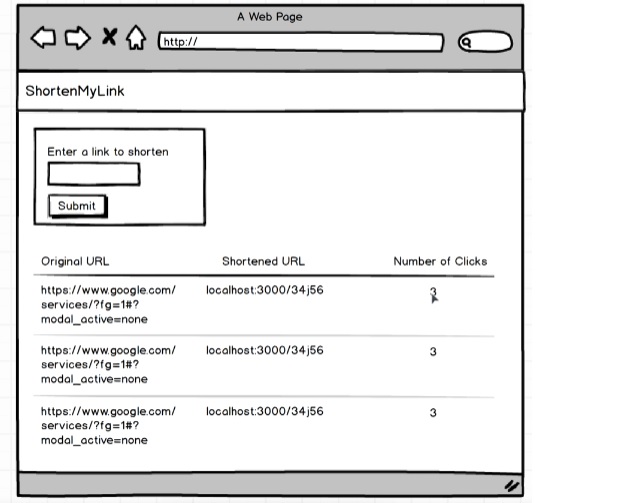 A Web Page
http://
ShortenMyLink
Enter a link to shorten
Submit
Original URL Shortened URL Number of Clicks
https://www.google.com/ localhost:3000/34j56 3
services/?fg=1#?
modal_active=none
https://www.google.com/ localhost:3000/34j56 3
services/?fg=1#?
modal_active=none
https://www.google.com/ localhost:3000/34j56 3
services/?fg=1#?
modal_active=none